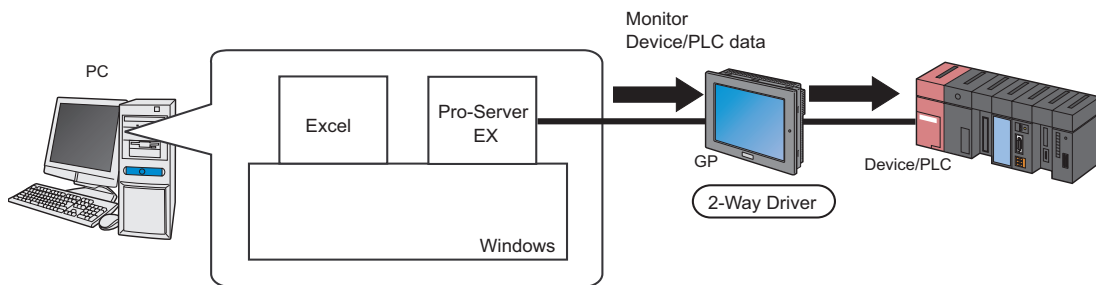 Monitor
Device/PLC data
PC
Excel
Pro-Server
EX
GP
Device/PLC
2-Way Driver
Windows